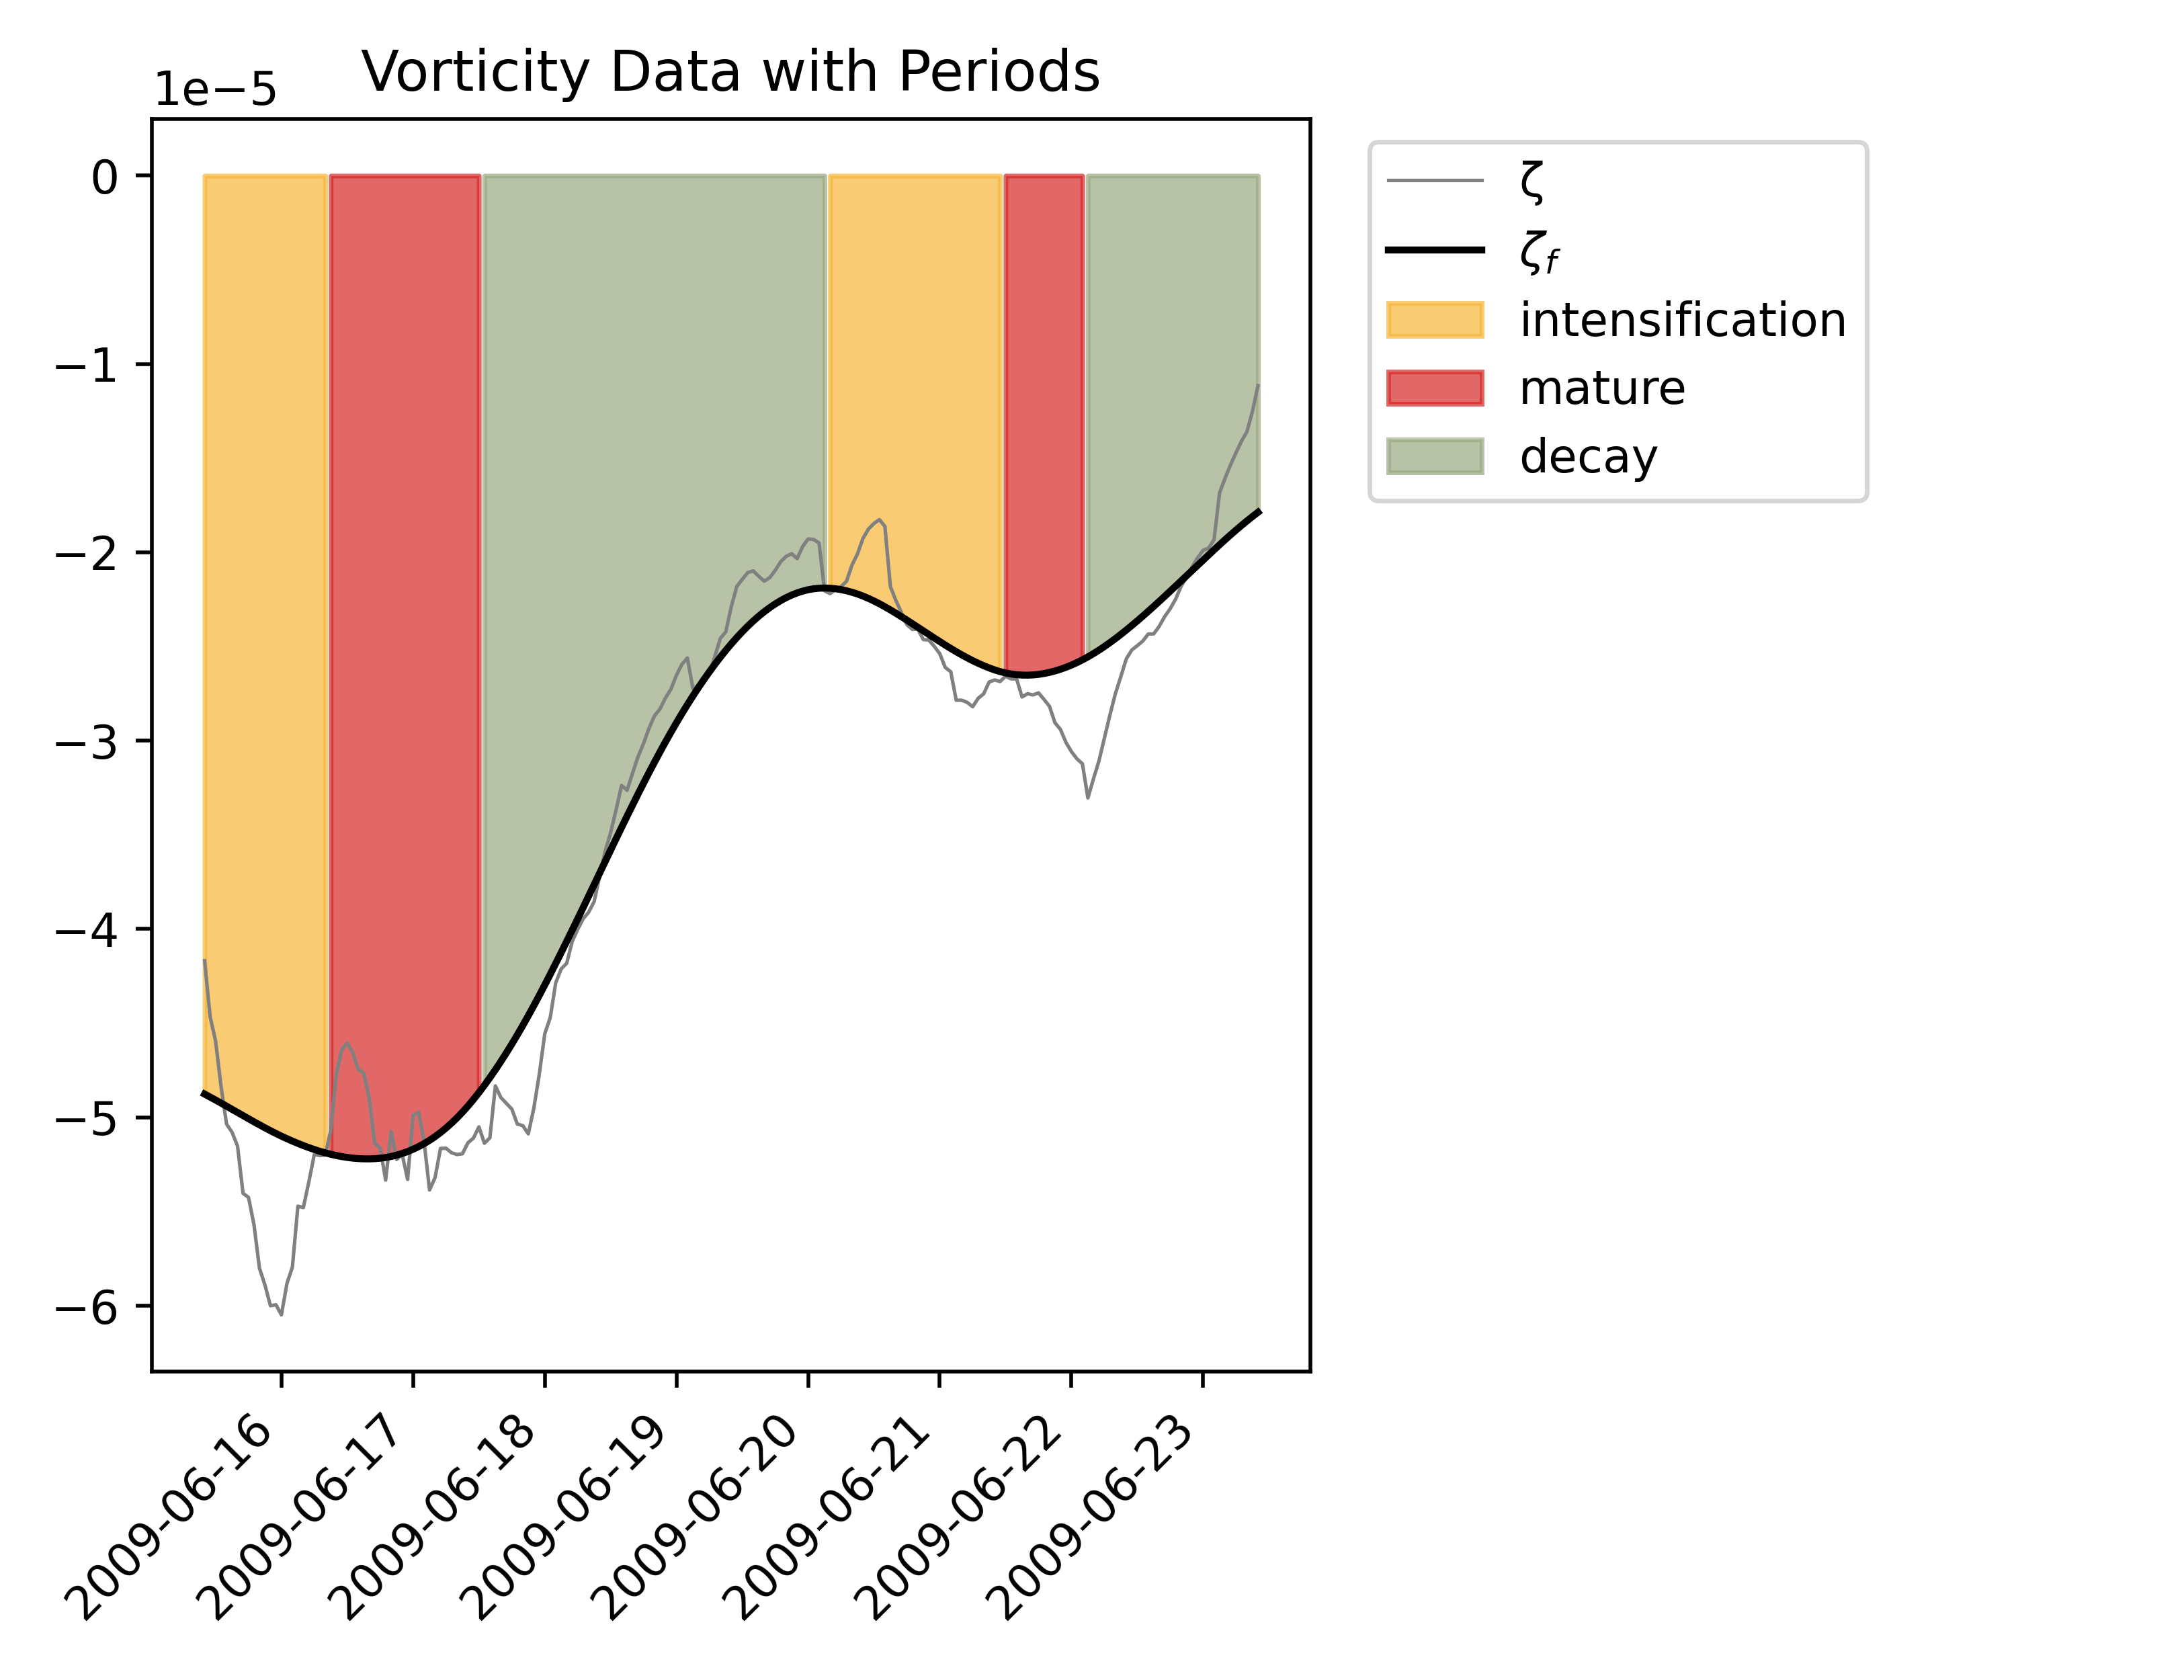 Vorticity Data with Periods
1e−5
0
−1
−2
−3
−4
−5
−6
2009-06-16
2009-06-17
2009-06-18
2009-06-19
2009-06-20
2009-06-21
2009-06-22
2009-06-23
ζ
ζf
intensification
mature
decay